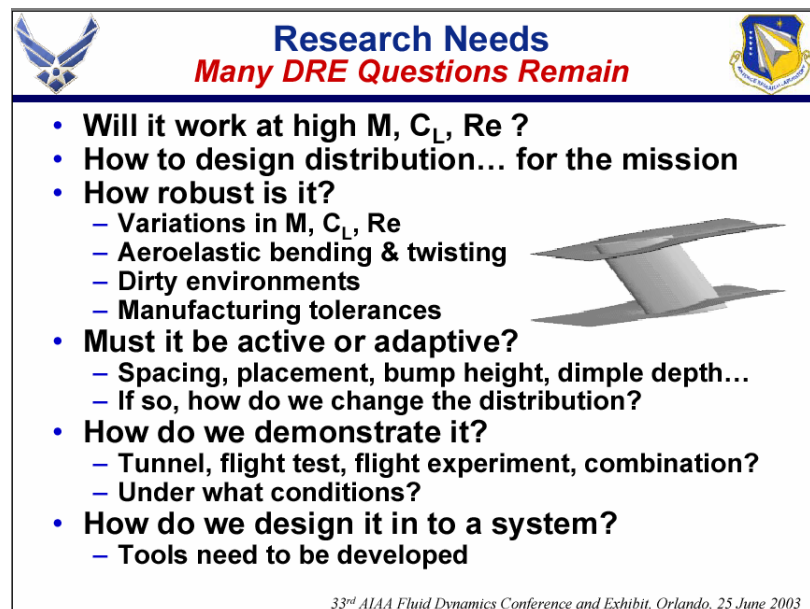 Research Needs
Many DRE Questions Remain
• Will it work at high M, CL, Re ?
• How to design distribution… for the mission
• How robust is it?
– Variations in M, CL, Re
– Aeroelastic bending & twisting
– Dirty environments
– Manufacturing tolerances
• Must it be active or adaptive?
– Spacing, placement, bump height, dimple depth…
– If so, how do we change the distribution?
• How do we demonstrate it?
– Tunnel, flight test, flight experiment, combination?
– Under what conditions?
• How do we design it in to a system?
– Tools need to be developed
33rd AIAA Fluid Dynamics Conference and Exhibit, Orlando, 25 June 2003